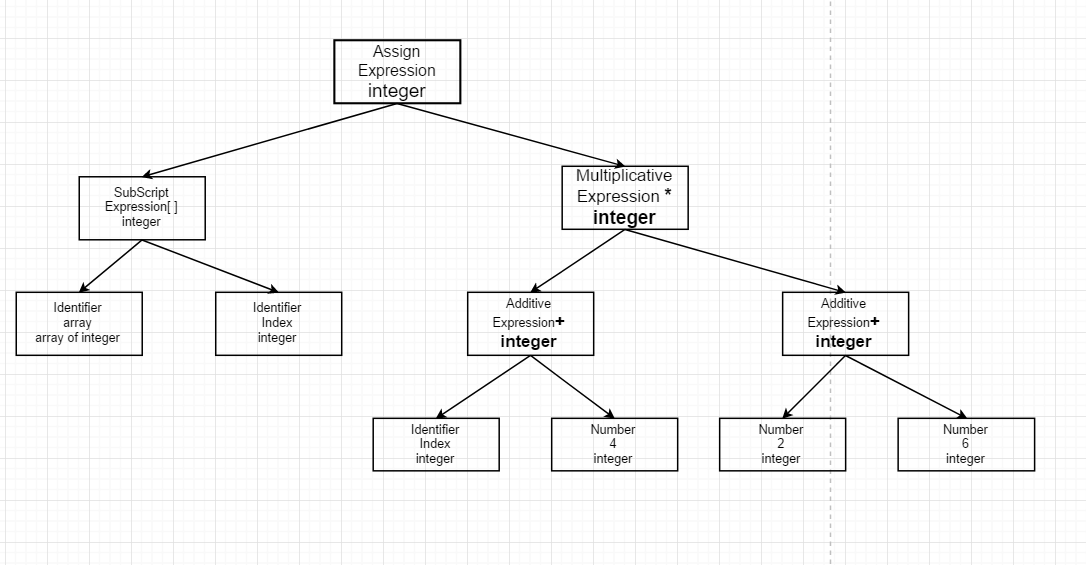 Assign
Expression
integer
SubScript
Expression[ ]
integer
Multiplicative
Expression *
integer
Identifier
array
array of integer
Identifier
Index
integer
Additive
Expression+
integer
Additive
Expression+
integer
Identifier
Index
integer
Number
4
integer
Number
2
integer
Number
6
integer